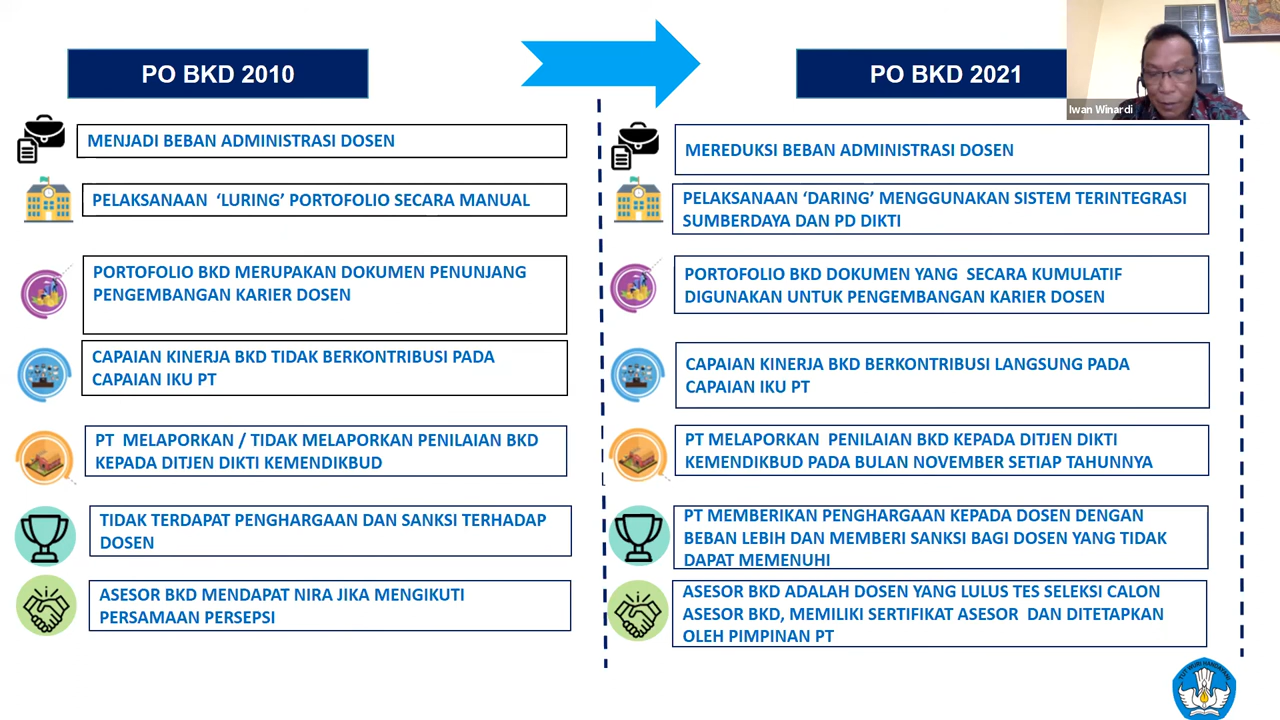 PO BKD 2010
MENJADI BEBAN ADMINISTRASI DOSEN
PELAKSANAAN ‘LURING’ PORTOFOLIO SECARA MANUAL
PORTOFOLIO BKD MERUPAKAN DOKUMEN PENUNJANG
PENGEMBANGAN KARIER DOSEN
CAPAIAN KINERJA BKD TIDAK BERKONTRIBUSI PADA
CAPAIAN IKU PT
PT MELAPORKAN / TIDAK MELAPORKAN PENILAIAN BKD
KEPADA DITJEN DIKTI KEMENDIKBUD
TIDAK TERDAPAT PENGHARGAAN DAN SANKSI TERHADAP
DOSEN
ASESOR BKD MENDAPAT NIRA JIKA MENGIKUTI
PERSAMAAN PERSEPSI
PO BKD 2021
MEREDUKSI BEBAN ADMINISTRASI DOSEN
PELAKSANAAN ‘DARING’ MENGGUNAKAN SISTEM TERINTEGRASI
SUMBERDAYA DAN PD DIKTI
PORTOFOLIO BKD DOKUMEN YANG SECARA KUMULATIF
DIGUNAKAN UNTUK PENGEMBANGAN KARIER DOSEN
CAPAIAN KINERJA BKD BERKONTRIBUSI LANGSUNG PADA
CAPAIAN IKU PT
PT MELAPORKAN PENILAIAN BKD KEPADA DITJEN DIKTI
KEMENDIKBUD PADA BULAN NOVEMBER SETIAP TAHUNNYA
PT MEMBERIKAN PENGHARGAAN KEPADA DOSEN DENGAN
BEBAN LEBIH DAN MEMBERI SANKSI BAGI DOSEN YANG TIDAK
DAPAT MEMENUHI
ASESOR BKD ADALAH DOSEN YANG LULUS TES SELEKSI CALON
ASESOR BKD, MEMILIKI SERTIFIKAT ASESOR DAN DITETAPKAN
OLEH PIMPINAN PT
Iwan Winardi
TUT WURI HANDAYANI